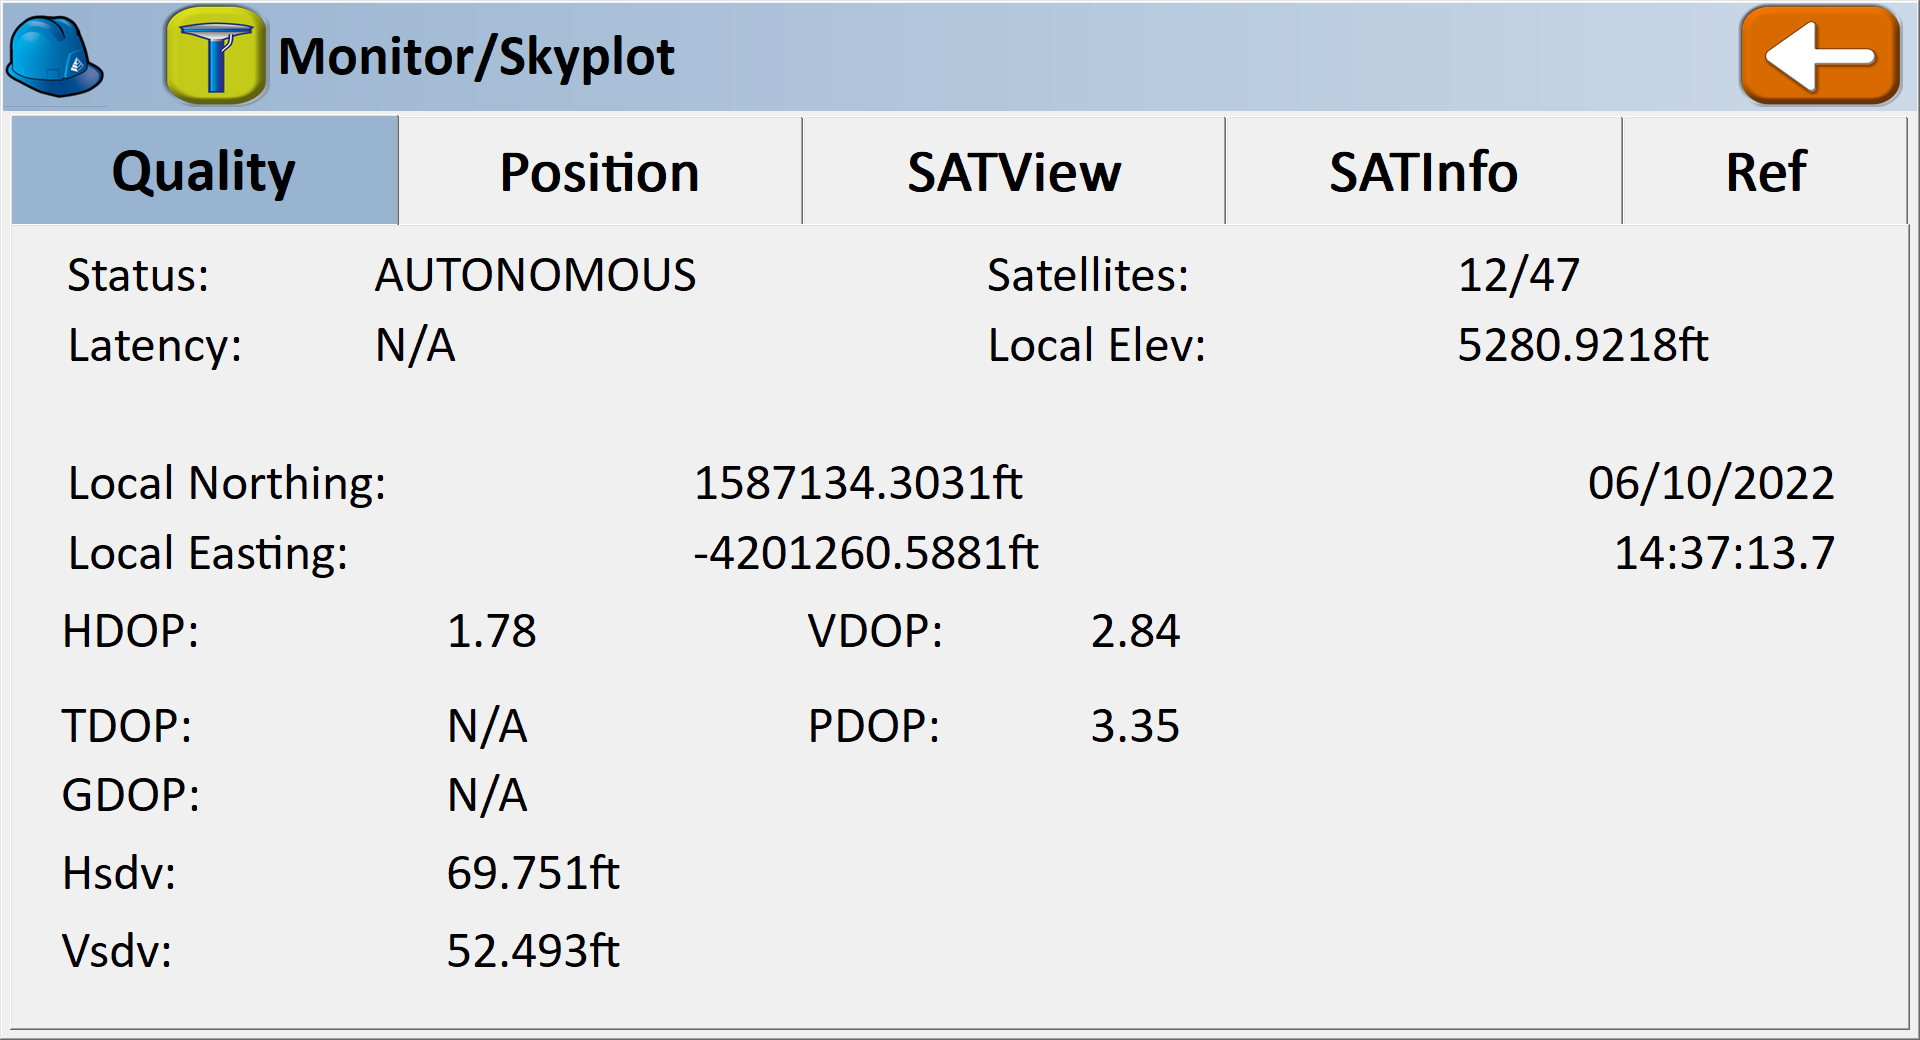 Monitor/Skyplot
Quality Position SATView SATInfo Ref
Status: AUTONOMOUS Satellites: 12/47
Latency: N/A Local Elev: 5280.9218ft
Local Northing: 1587134.3031ft 06/10/2022
Local Easting: -4201260.5881ft 14:37:13.7
HDOP: 1.78 VDOP: 2.84
TDOP: N/A PDOP: 3.35
GDOP: N/A
Hsdv: 69.751ft
Vsdv: 52.493ft